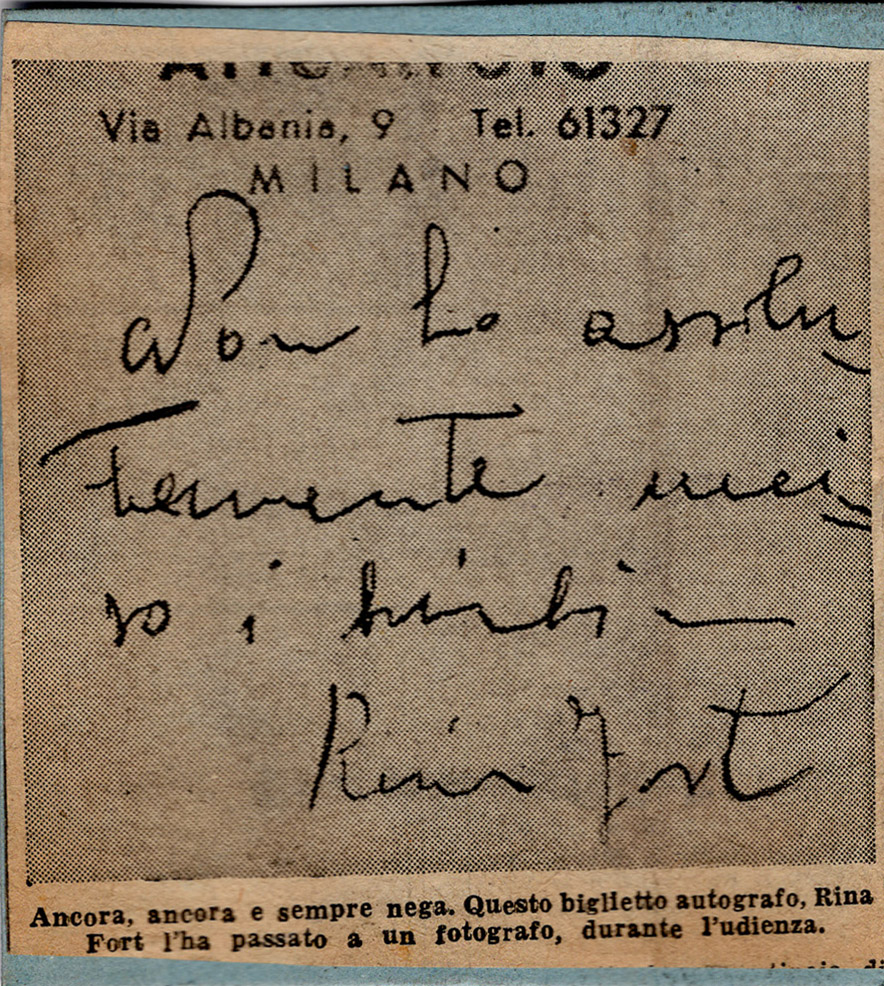 Via Albania, 9 Tel. 61327
MILANO
Non ho assolu-
tamente ucci=
so i bimbi —
Rina Fort
Ancora, ancora e sempre nega. Questo biglietto autografo, Rina
Fort l'ha passato a un fotografo, durante l'udienza.